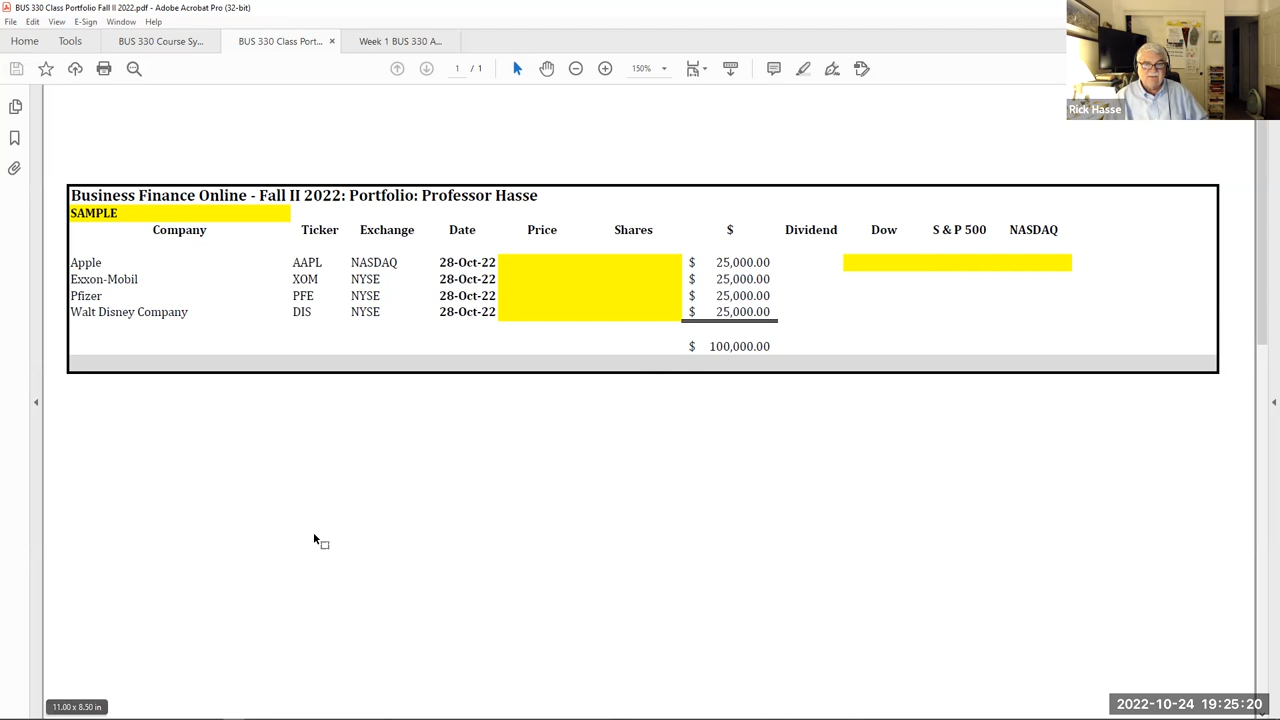 BUS 330 Class Portfolio Fall II 2022.pdf - Adobe Acrobat Pro (32-bit)
File Edit View E-Sign Window Help
Home Tools BUS 330 Course Sy... BUS 330 Class Port... × Week 1 BUS 330 A...
1 / 150%
Rick Hasse
Business Finance Online - Fall II 2022: Portfolio: Professor Hasse
SAMPLE
Company Ticker Exchange Date Price Shares $ Dividend Dow S & P 500 NASDAQ
Apple AAPL NASDAQ 28-Oct-22 $ 25,000.00
Exxon-Mobil XOM NYSE 28-Oct-22 $ 25,000.00
Pfizer PFE NYSE 28-Oct-22 $ 25,000.00
Walt Disney Company DIS NYSE 28-Oct-22 $ 25,000.00
$ 100,000.00
11.00 x 8.50 in
2022-10-24 19:25:20